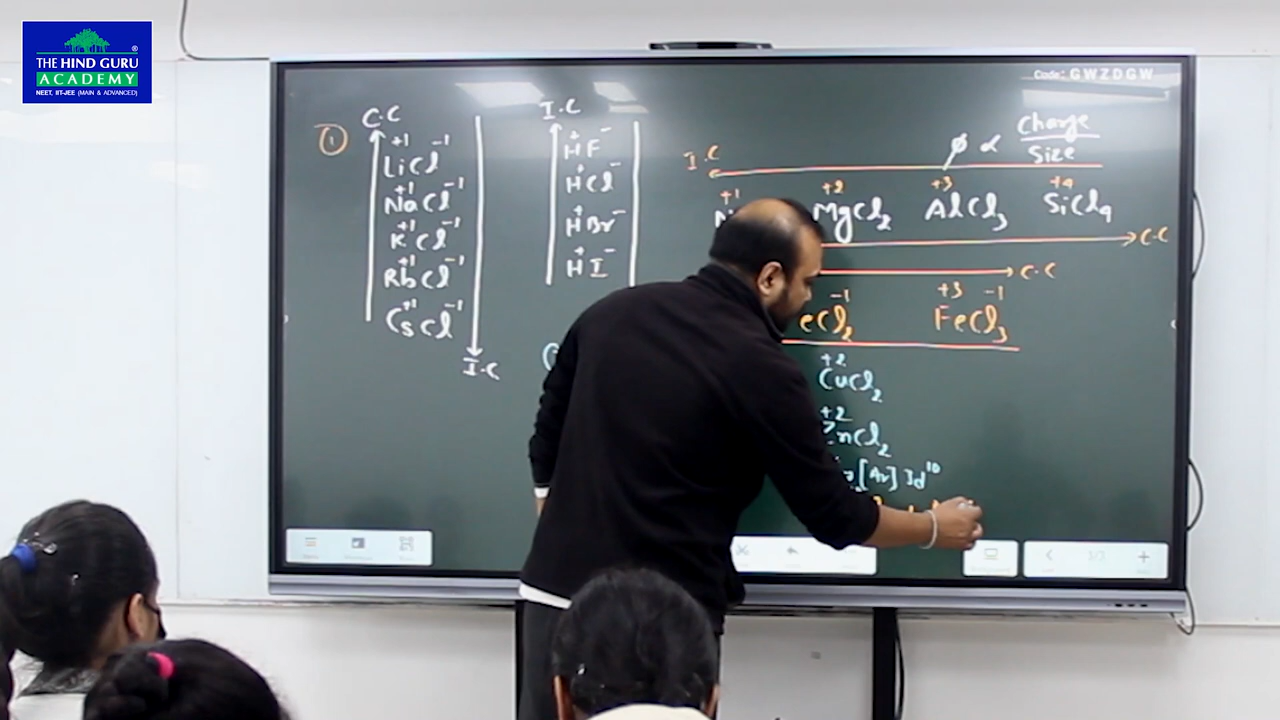 THE HIND GURU
ACADEMY
NEET, IIT-JEE (MAIN & ADVANCED)
Code: GWZDGW
①
C.C
+1 -1
LiCl
+1 -1
NaCl
+1 -1
KCl
+1 -1
RbCl
+1 -1
CsCl
I.C
I.C
+ -
HF
+ -
HCl
+ -
HBr
+ -
HI
ϕ ∝ Charge
Size
I.C
+1 +2 +3 +4
MgCl2 AlCl3 SiCl4
C.C
C.C
-1 +3 -1
eCl2 FeCl3
+2
CuCl2
+2
ZnCl2
[Ar] 3d10